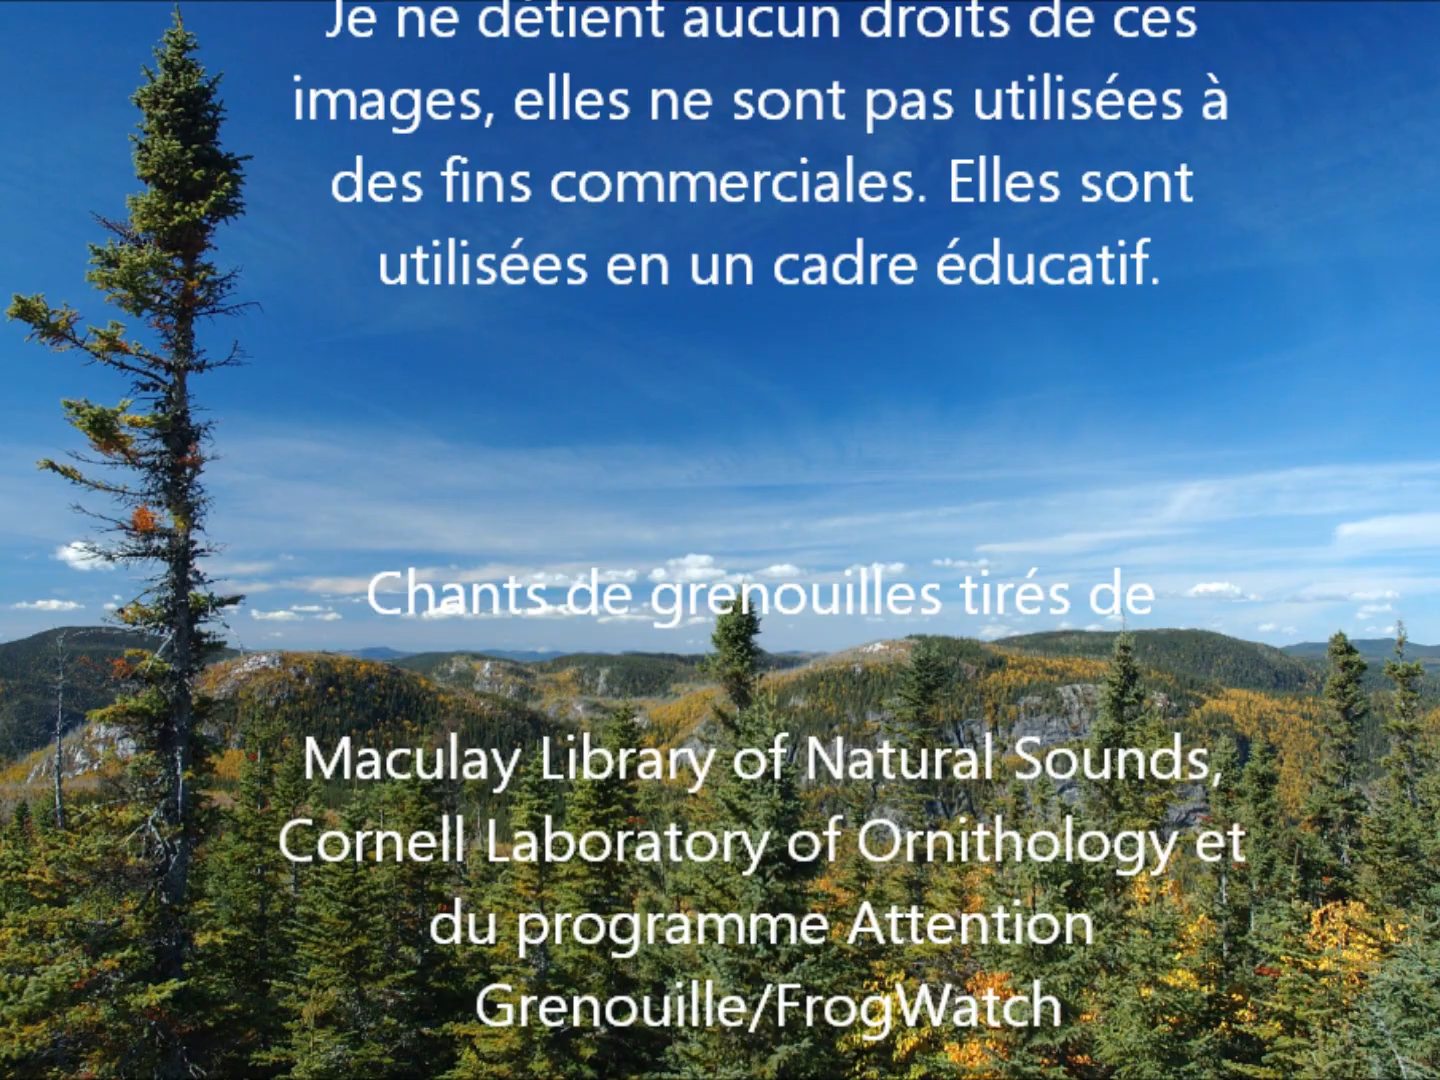 Je ne détient aucun droits de ces
images, elles ne sont pas utilisées à
des fins commerciales. Elles sont
utilisées en un cadre éducatif.
Chants de grenouilles tirés de
Maculay Library of Natural Sounds,
Cornell Laboratory of Ornithology et
du programme Attention
Grenouille/FrogWatch